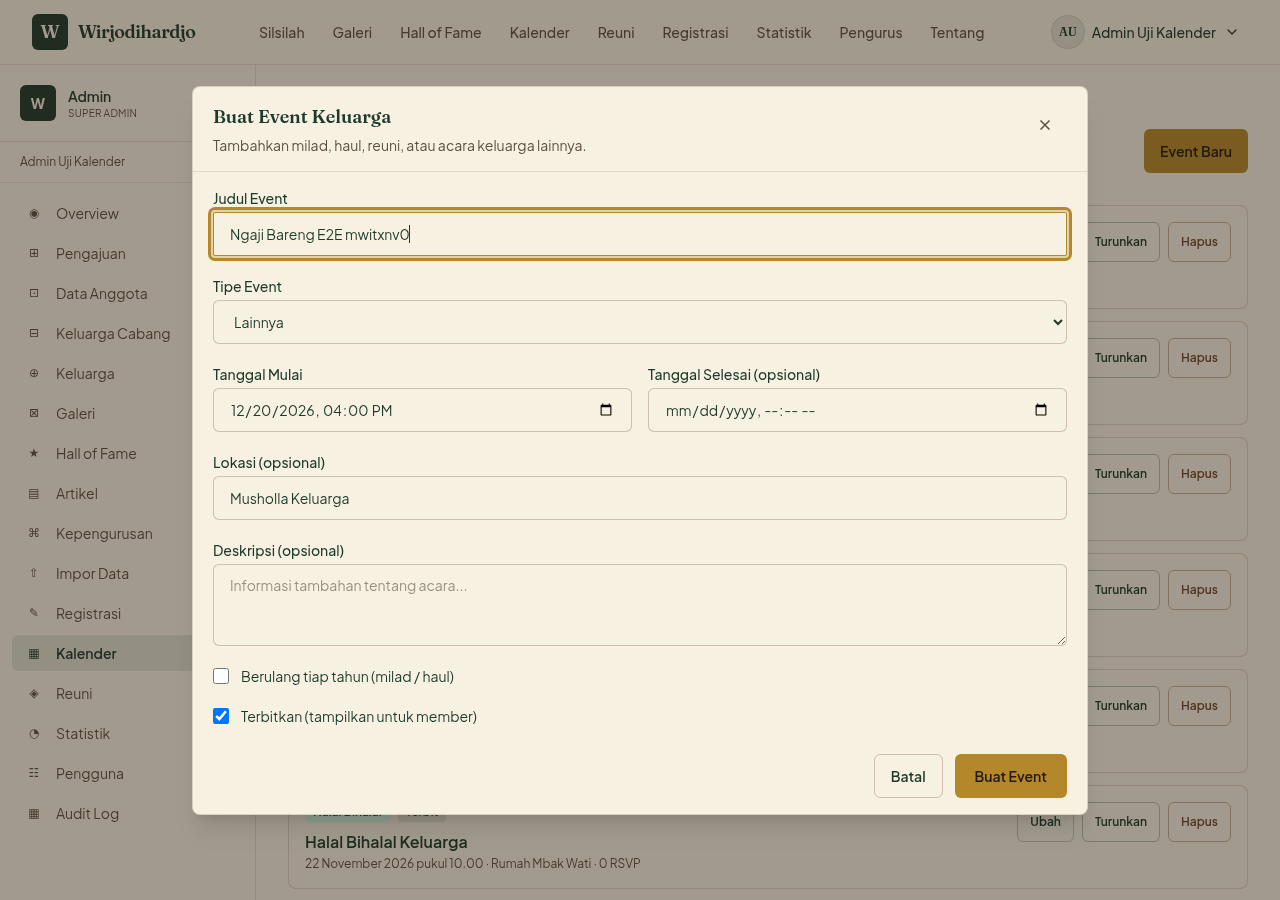 W Wirjodihardjo Silsilah Galeri Hall of Fame Kalender Reuni Registrasi Statistik Pengurus Tentang AU Admin Uji Kalender
W Admin
SUPER ADMIN
Admin Uji Kalender
Overview
Pengajuan
Data Anggota
Keluarga Cabang
Keluarga
Galeri
Hall of Fame
Artikel
Kepengurusan
Impor Data
Registrasi
Kalender
Reuni
Statistik
Pengguna
Audit Log
Event Baru
Buat Event Keluarga
Tambahkan milad, haul, reuni, atau acara keluarga lainnya.
Judul Event
Ngaji Bareng E2E mwitxnv0
Tipe Event
Lainnya
Tanggal Mulai Tanggal Selesai (opsional)
12/20/2026, 04:00 PM mm/dd/yyyy, --:-- --
Lokasi (opsional)
Musholla Keluarga
Deskripsi (opsional)
Informasi tambahan tentang acara...
Berulang tiap tahun (milad / haul)
Terbitkan (tampilkan untuk member)
Batal Buat Event
Turunkan Hapus
Turunkan Hapus
Turunkan Hapus
Turunkan Hapus
Turunkan Hapus
Ubah Turunkan Hapus
Halal Bihalal Keluarga
22 November 2026 pukul 10.00 · Rumah Mbak Wati · 0 RSVP